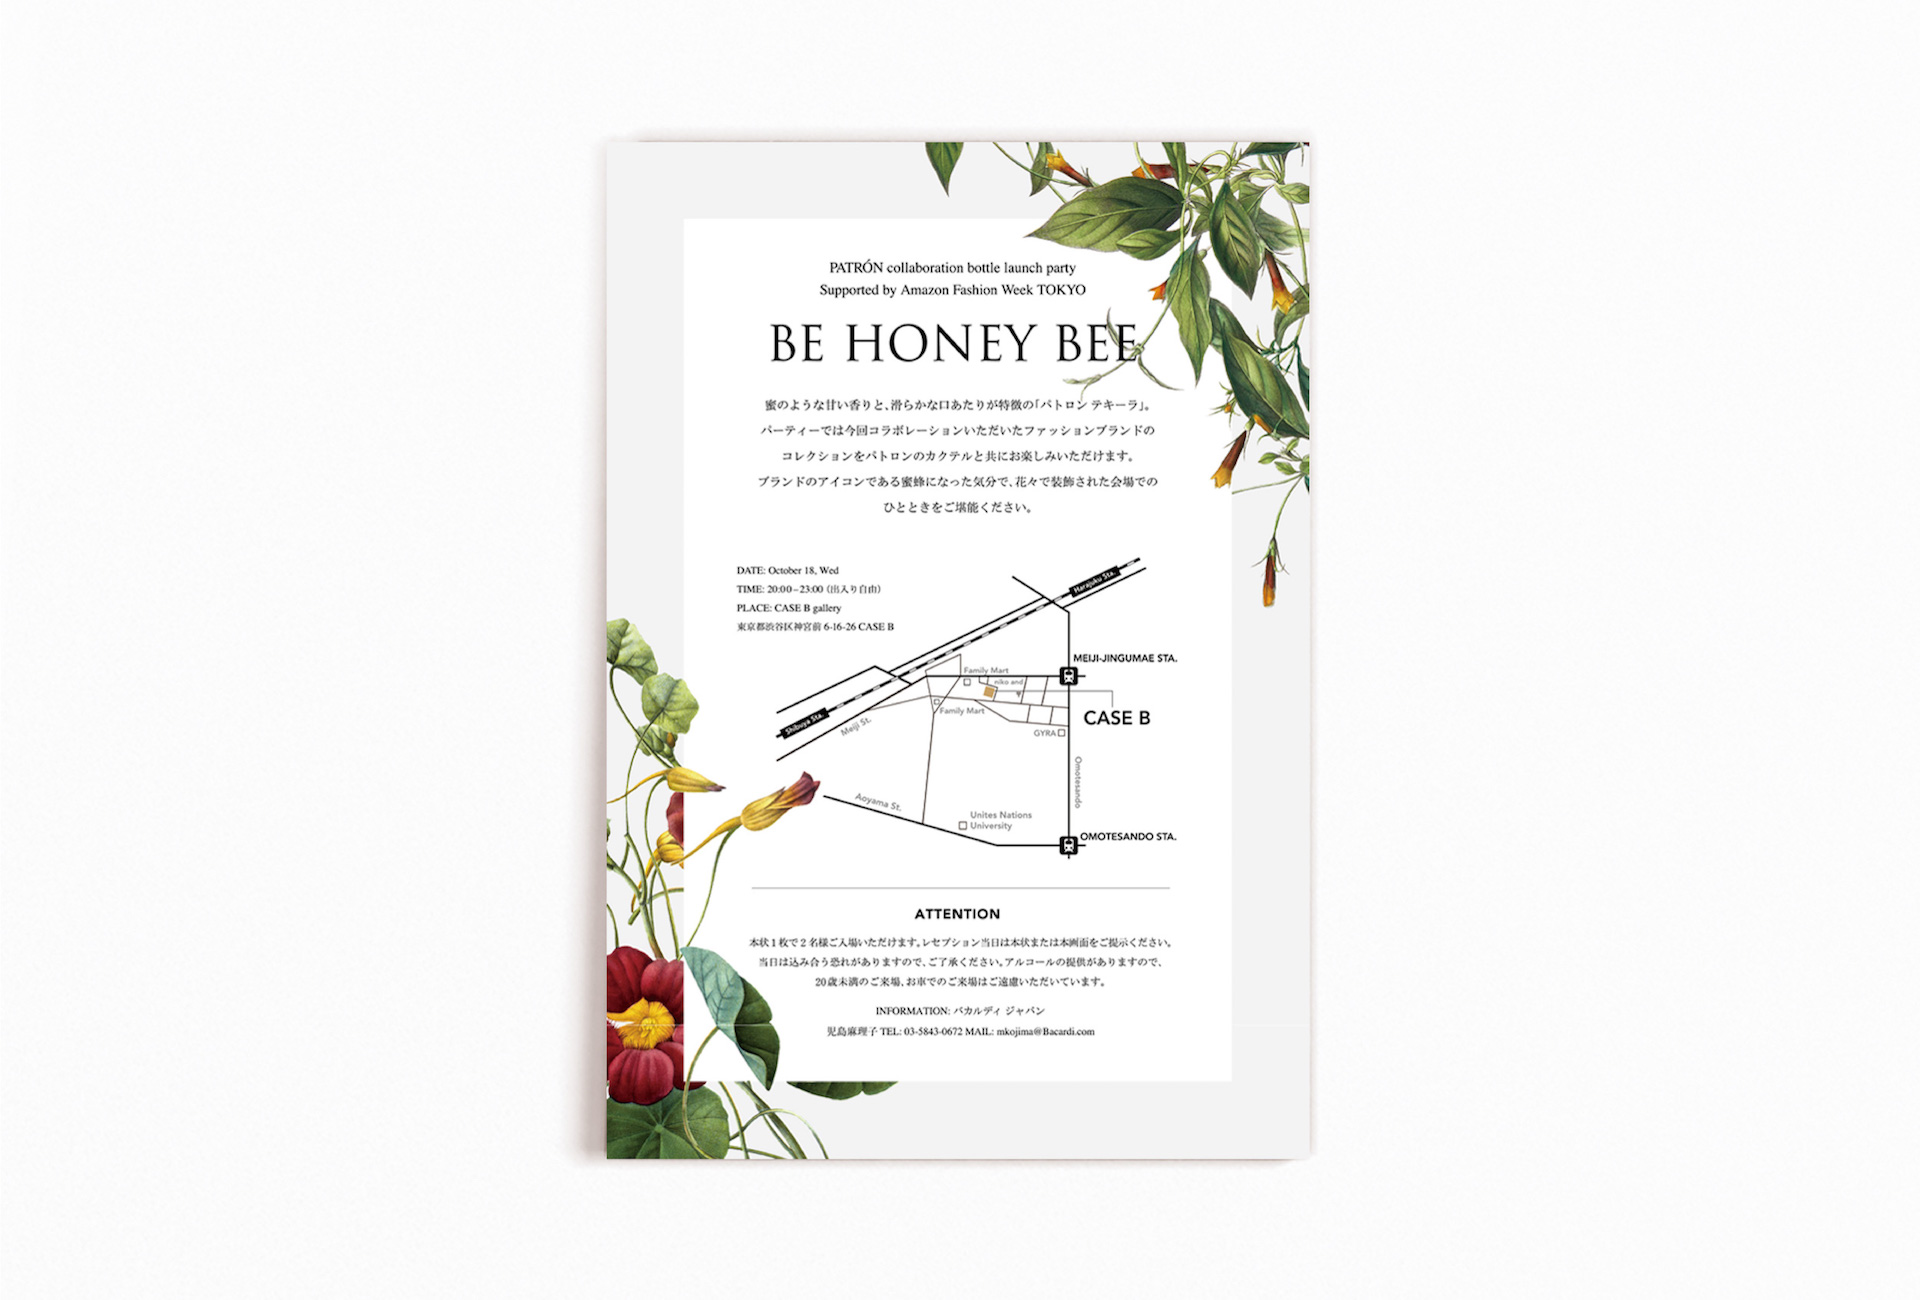 PATRÓN collaboration bottle launch party
Supported by Amazon Fashion Week TOKYO
BE HONEY BEE
蜜のような甘い香りと、滑らかな口あたりが特徴の「パトロン テキーラ」。
パーティーでは今回コラボレーションいただいたファッションブランドの
コレクションをパトロンのカクテルと共にお楽しみいただけます。
ブランドのアイコンである蜜蜂になった気分で、花々で装飾された会場での
ひとときをご堪能ください。
DATE: October 18, Wed
TIME: 20:00–23:00（出入り自由）
PLACE: CASE B gallery
東京都渋谷区神宮前 6-16-26 CASE B
Harajuku Sta.
MEIJI-JINGUMAE STA.
Family Mart
niko and
Family Mart
CASE B
Shibuya Sta.
Meiji St.
GYRA
Omotesando
Aoyama St.
Unites Nations
University
OMOTESANDO STA.
ATTENTION
本状1枚で2名様ご入場いただけます。レセプション当日は本状または本画面をご提示ください。
当日は込み合う恐れがありますので、ご了承ください。アルコールの提供がありますので、
20歳未満のご来場、お車でのご来場はご遠慮いただいています。
INFORMATION: バカルディ ジャパン
児島麻理子 TEL: 03-5843-0672 MAIL: mkojima@Bacardi.com